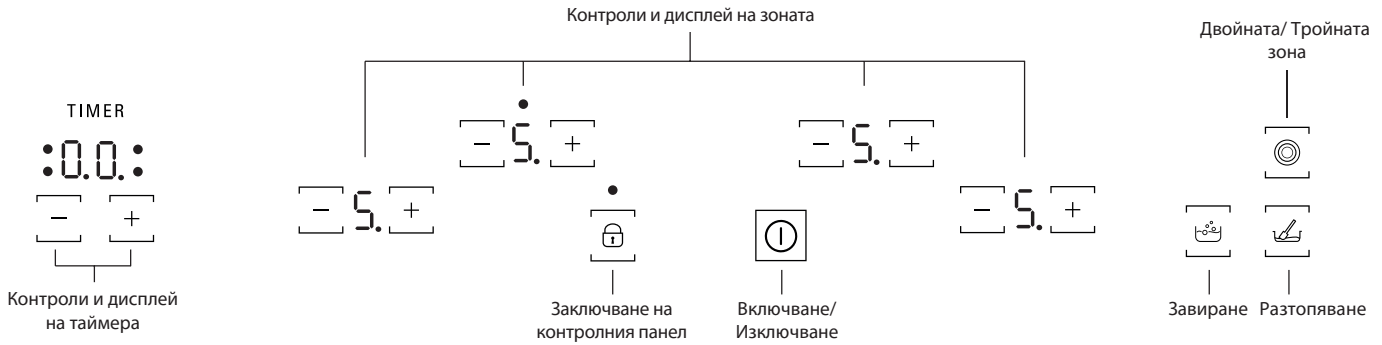 Контроли и дисплей на зоната
Двойната/ Тройната
зона
TIMER
0.0.
− 5. +
− 5. +
− 5. +
− 5. +
− +
Контроли и дисплей
на таймера
Заключване на
контролния панел
Включване/
Изключване
Завиране
Разтопяване